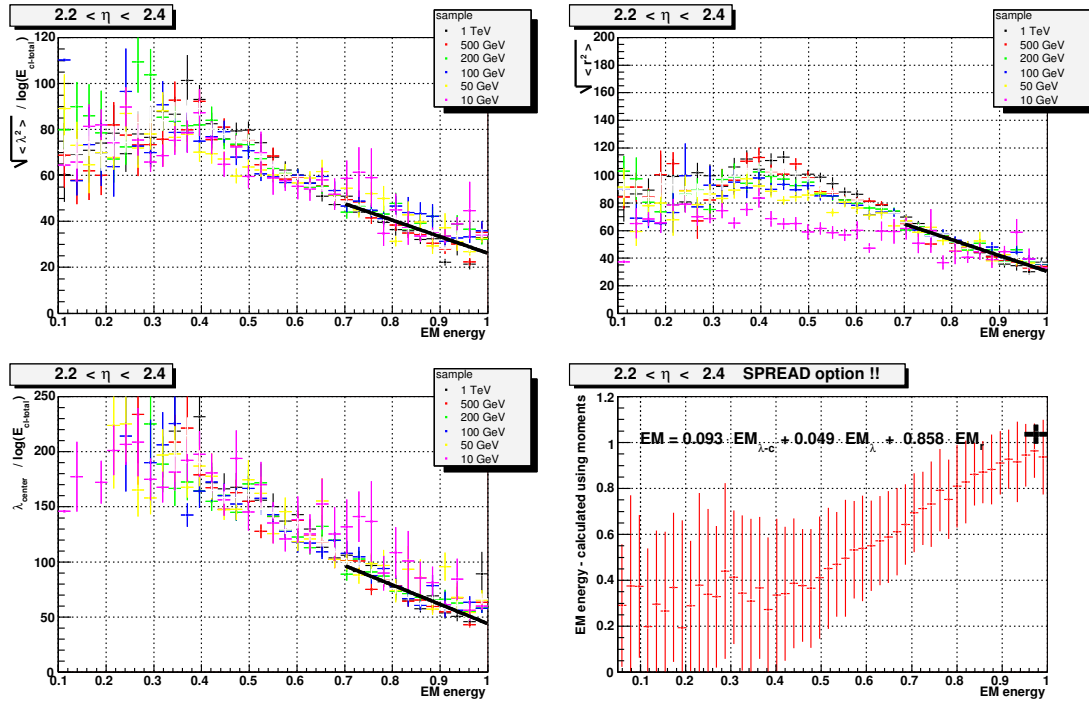 2.2 < η < 2.4
√< λ² > / log(E_cl-total)
120
100
80
60
40
20
0
0.1 0.2 0.3 0.4 0.5 0.6 0.7 0.8 0.9 1
EM energy
sample
1 TeV
500 GeV
200 GeV
100 GeV
50 GeV
10 GeV
2.2 < η < 2.4
√< r² >
200
180
160
140
120
100
80
60
40
20
0
0.1 0.2 0.3 0.4 0.5 0.6 0.7 0.8 0.9 1
EM energy
sample
1 TeV
500 GeV
200 GeV
100 GeV
50 GeV
10 GeV
2.2 < η < 2.4
λ_center / log(E_cl-total)
250
200
150
100
50
0
0.1 0.2 0.3 0.4 0.5 0.6 0.7 0.8 0.9 1
EM energy
sample
1 TeV
500 GeV
200 GeV
100 GeV
50 GeV
10 GeV
2.2 < η < 2.4 SPREAD option !!
EM energy - calculated using moments
1.2
1
0.8
0.6
0.4
0.2
0
EM = 0.093 EM_λ-c + 0.049 EM_λ + 0.858 EM_r
0.1 0.2 0.3 0.4 0.5 0.6 0.7 0.8 0.9 1
EM energy